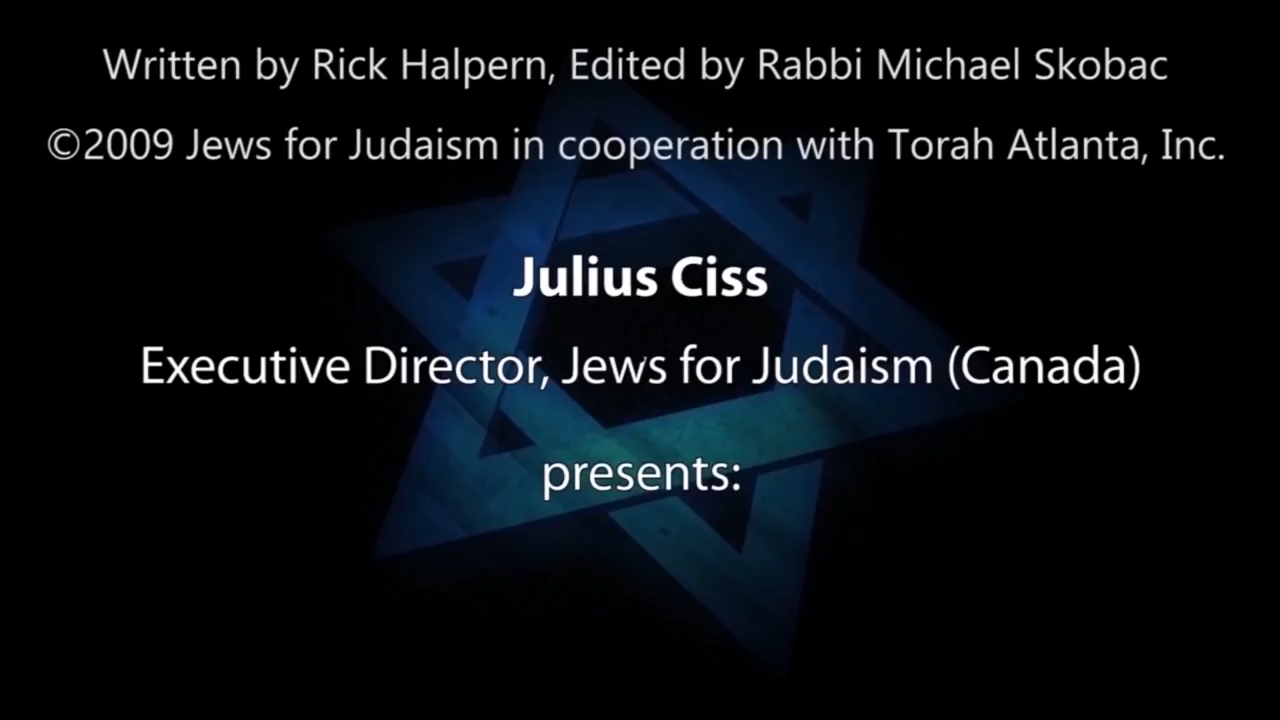 Written by Rick Halpern, Edited by Rabbi Michael Skobac
©2009 Jews for Judaism in cooperation with Torah Atlanta, Inc.
Julius Ciss
Executive Director, Jews for Judaism (Canada)
presents: